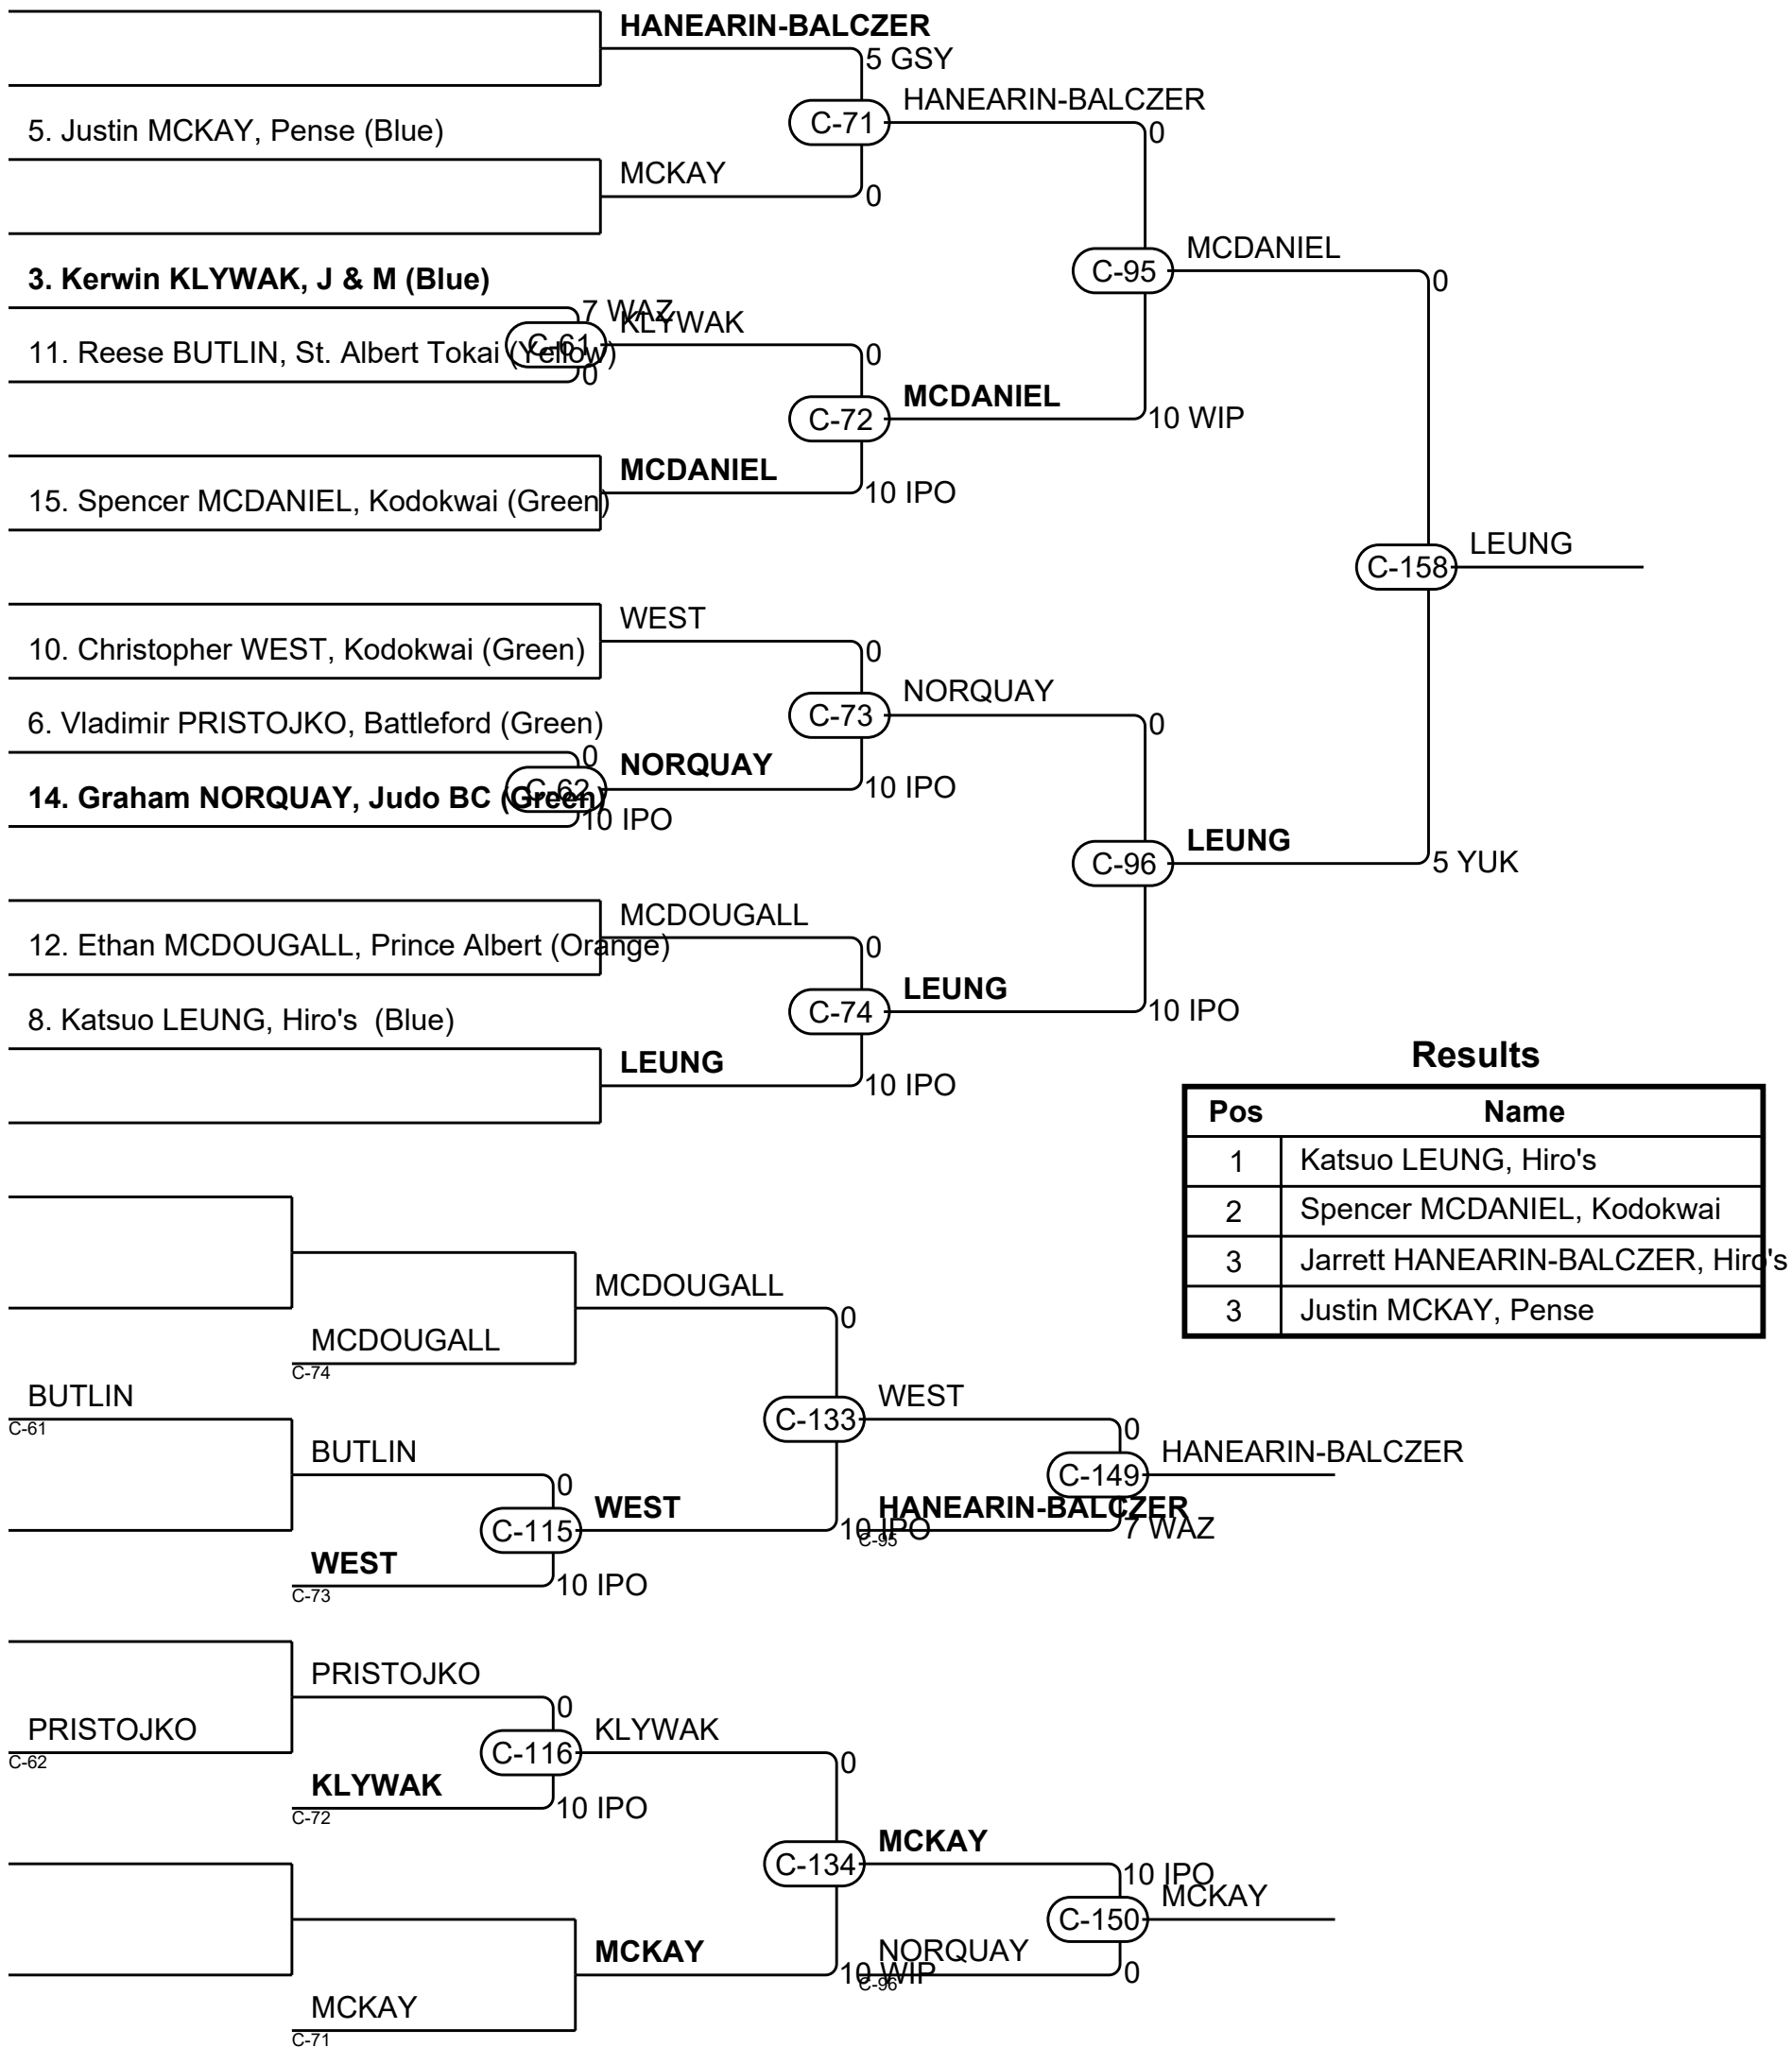 HANEARIN-BALCZER
5 GSY
HANEARIN-BALCZER
5. Justin MCKAY, Pense (Blue)
C-71
0
MCKAY
0
MCDANIEL
3. Kerwin KLYWAK, J & M (Blue)
C-95
0
7 WAZ
KLYWAK
11. Reese BUTLIN, St. Albert Tokai (Yellow)
C-61
0
0
MCDANIEL
C-72
10 WIP
MCDANIEL
15. Spencer MCDANIEL, Kodokwai (Green)
10 IPO
LEUNG
C-158
WEST
10. Christopher WEST, Kodokwai (Green)
0
NORQUAY
6. Vladimir PRISTOJKO, Battleford (Green)
C-73
0
0
NORQUAY
14. Graham NORQUAY, Judo BC (Green)
C-62
10 IPO
10 IPO
LEUNG
C-96
5 YUK
MCDOUGALL
12. Ethan MCDOUGALL, Prince Albert (Orange)
0
LEUNG
8. Katsuo LEUNG, Hiro's (Blue)
C-74
10 IPO
LEUNG
10 IPO
Results
Pos Name
1 Katsuo LEUNG, Hiro's
2 Spencer MCDANIEL, Kodokwai
3 Jarrett HANEARIN-BALCZER, Hiro's
3 Justin MCKAY, Pense
MCDOUGALL
0
MCDOUGALL
C-74
BUTLIN
C-61
C-133
WEST
0
BUTLIN
0
HANEARIN-BALCZER
C-149
WEST
C-115
10 IPO
HANEARIN-BALCZER
C-95
7 WAZ
WEST
C-73
10 IPO
PRISTOJKO
0
PRISTOJKO
C-62
C-116
KLYWAK
0
KLYWAK
C-72
10 IPO
MCKAY
C-134
10 IPO
MCKAY
C-150
MCKAY
10 WIP
NORQUAY
C-96
0
MCKAY
C-71